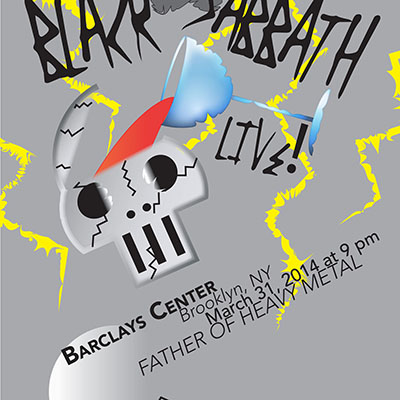 BLACK SABBATH
LIVE!
BARCLAYS CENTER
Brooklyn, NY
March 31, 2014 at 9 pm
FATHER OF HEAVY METAL